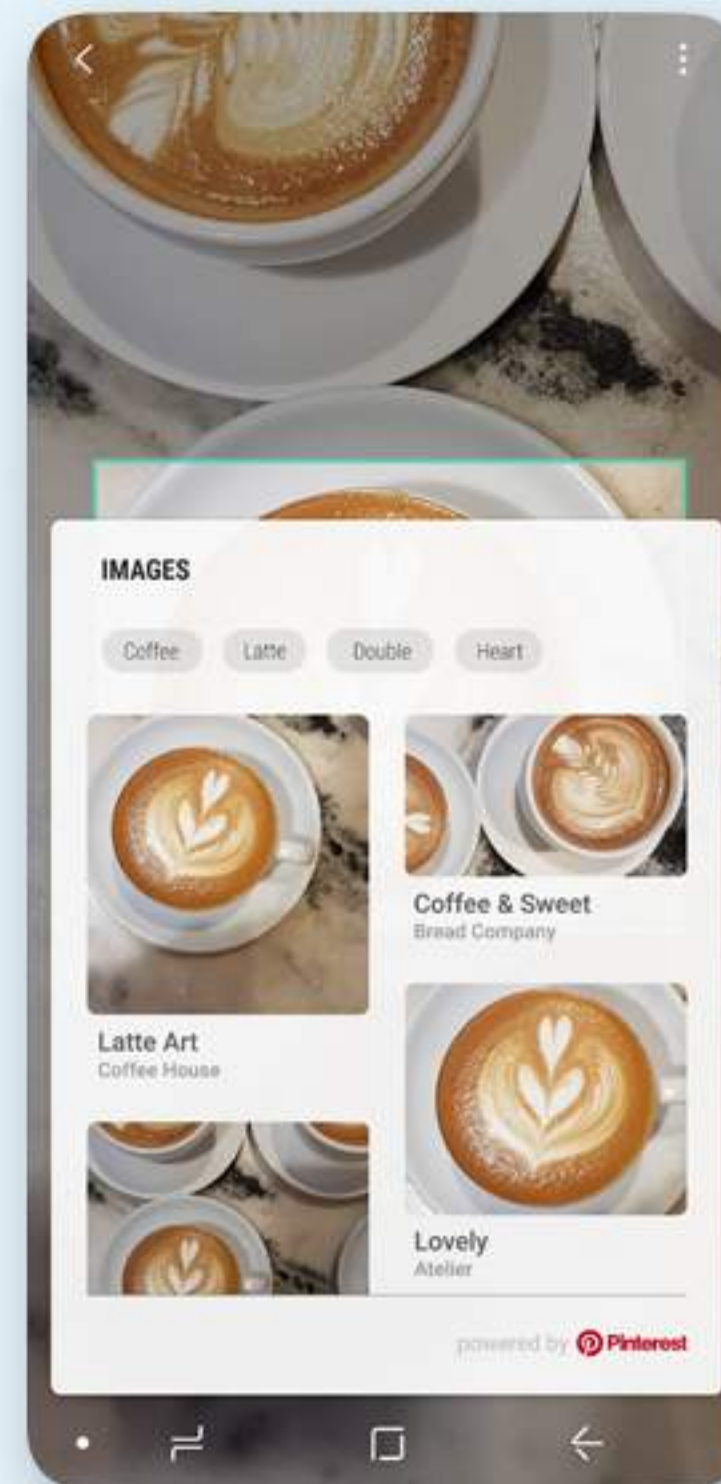 IMAGES
Coffee Latte Double Heart
Latte Art
Coffee House
Coffee & Sweet
Bread Company
Lovely
Atelier
powered by Pinterest